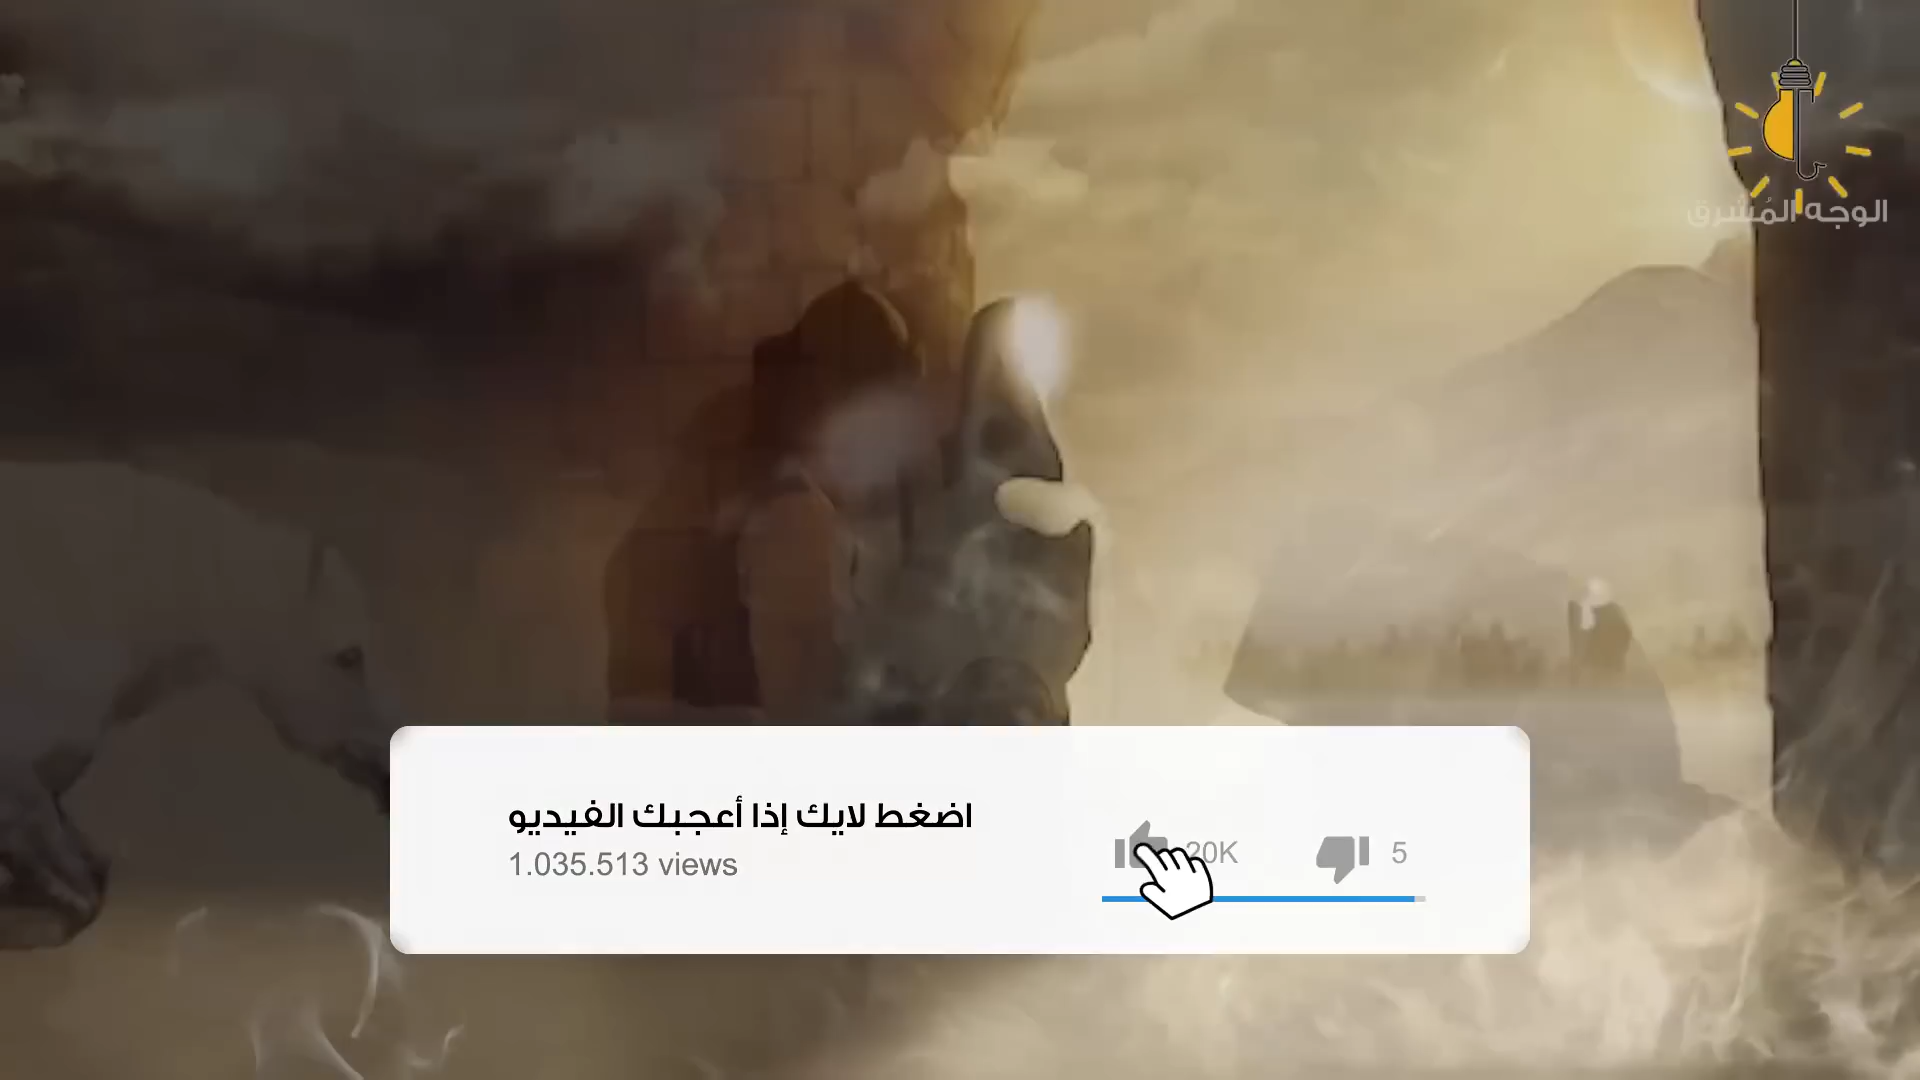 الوجه المُشرق
اضغط لايك إذا أعجبك الفيديو
1.035.513 views
20K
5